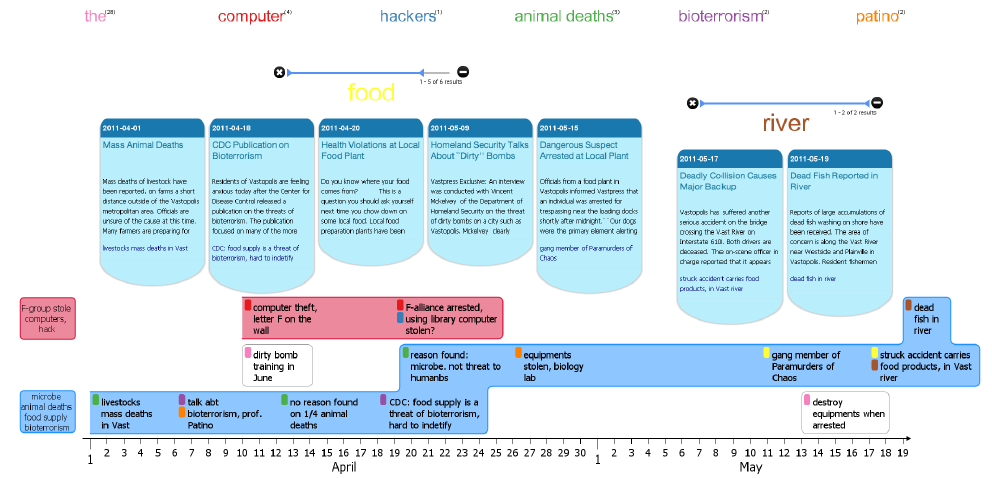 the(28)
computer(4)
hackers(1)
animal deaths(3)
bioterrorism(2)
patino(2)
1 - 5 of 6 results
food
1 - 2 of 2 results
river
2011-04-01
Mass Animal Deaths
Mass deaths of livestock have
been reported, on farms a short
distance outside of the Vastopolis
metropolitan area. Officials are
unsure of the cause at this time.
Many farmers are preparing for
livestocks mass deaths in Vast
2011-04-18
CDC Publication on
Bioterrorism
Residents of Vastopolis are feeling
anxious today after the Center for
Disease Control released a
publication on the threats of
bioterrorism. The publication
focused on many of the more
CDC: food supply is a threat of
bioterrorism, hard to indetify
2011-04-20
Health Violations at Local
Food Plant
Do you know where your food
comes from? This is a
question you should ask yourself
next time you chow down on
some local food. Local food
preparation plants have been
2011-05-09
Homeland Security Talks
About ``Dirty'' Bombs
Vastpress Exclusive: An interview
was conducted with Vincent
Mckelvey of the Department of
Homeland Security on the threat
of dirty bombs on a city such as
Vastopolis. Mckelvey clearly
2011-05-15
Dangerous Suspect
Arrested at Local Plant
Officials from a food plant in
Vastopolis informed Vastpress that
an individual was arrested for
trespassing near the loading docks
shortly after midnight.``Our dogs
were the primary element alerting
gang member of Paramurders of
Chaos
2011-05-17
Deadly Collision Causes
Major Backup
Vastopolis has suffered another
serious accident on the bridge
crossing the Vast River on
Interstate 610I. Both drivers are
deceased. The on-scene officer in
charge reported that it appears
struck accident carries food
products, in Vast river
2011-05-19
Dead Fish Reported in
River
Reports of large accumulations of
dead fish washing on shore have
been received. The area of
concern is along the Vast River
near Westside and Plainville in
Vastopolis. Resident fishermen
dead fish in river
F-group stole
computers,
hack
computer theft,
letter F on the
wall
F-alliance arrested,
using library computer
stolen?
dead
fish in
river
dirty bomb
training in
June
reason found:
microbe. not threat to
humanbs
equipments
stolen, biology
lab
gang member of
Paramurders of
Chaos
struck accident carries
food products, in Vast
river
microbe
animal deaths
food supply
bioterrorism
livestocks
mass deaths
in Vast
talk abt
bioterrorism, prof.
Patino
no reason found
on 1/4 animal
deaths
CDC: food supply is a
threat of bioterrorism,
hard to indetify
destroy
equipments when
arrested
1 2 3 4 5 6 7 8 9 10 11 12 13 14 15 16 17 18 19 20 21 22 23 24 25 26 27 28 29 30 1 2 3 4 5 6 7 8 9 10 11 12 13 14 15 16 17 18 19
April
May